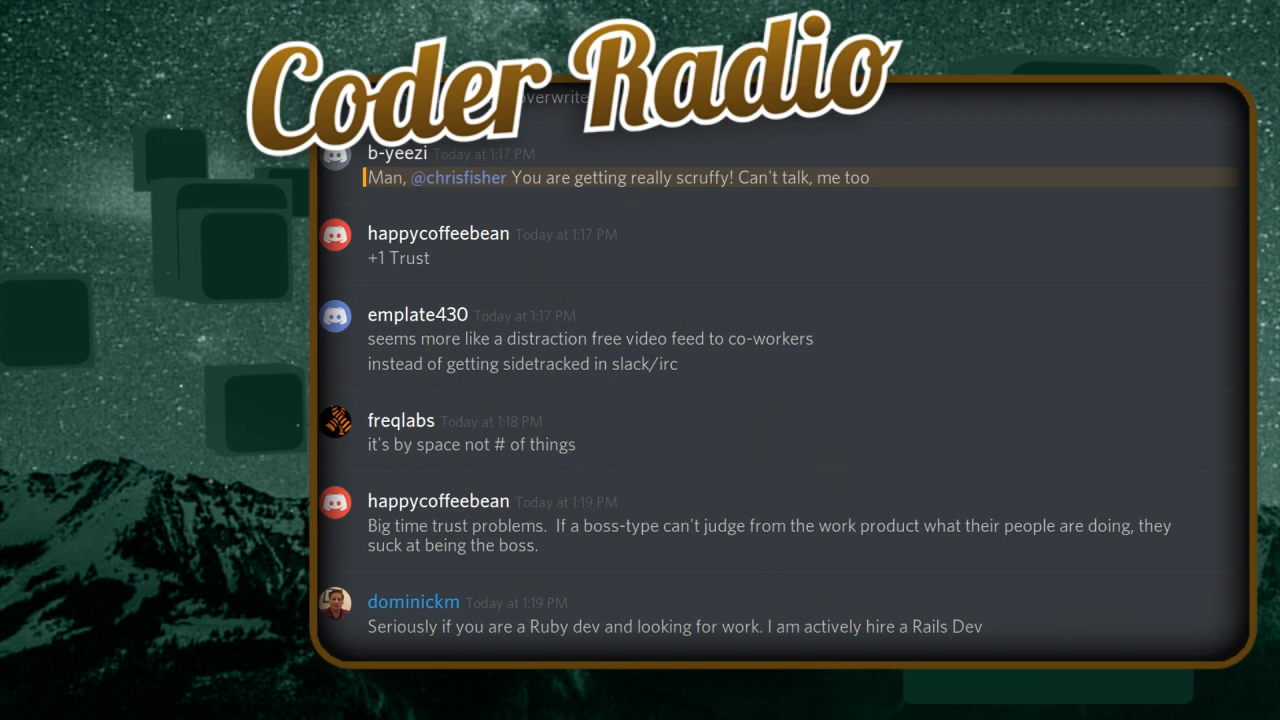 Coder Radio
overwrite
b-yeezi Today at 1:17 PM
Man, @chrisfisher You are getting really scruffy! Can't talk, me too
happycoffeebean Today at 1:17 PM
+1 Trust
emplate430 Today at 1:17 PM
seems more like a distraction free video feed to co-workers
instead of getting sidetracked in slack/irc
freqlabs Today at 1:18 PM
it's by space not # of things
happycoffeebean Today at 1:19 PM
Big time trust problems.  If a boss-type can't judge from the work product what their people are doing, they
suck at being the boss.
dominickm Today at 1:19 PM
Seriously if you are a Ruby dev and looking for work. I am actively hire a Rails Dev